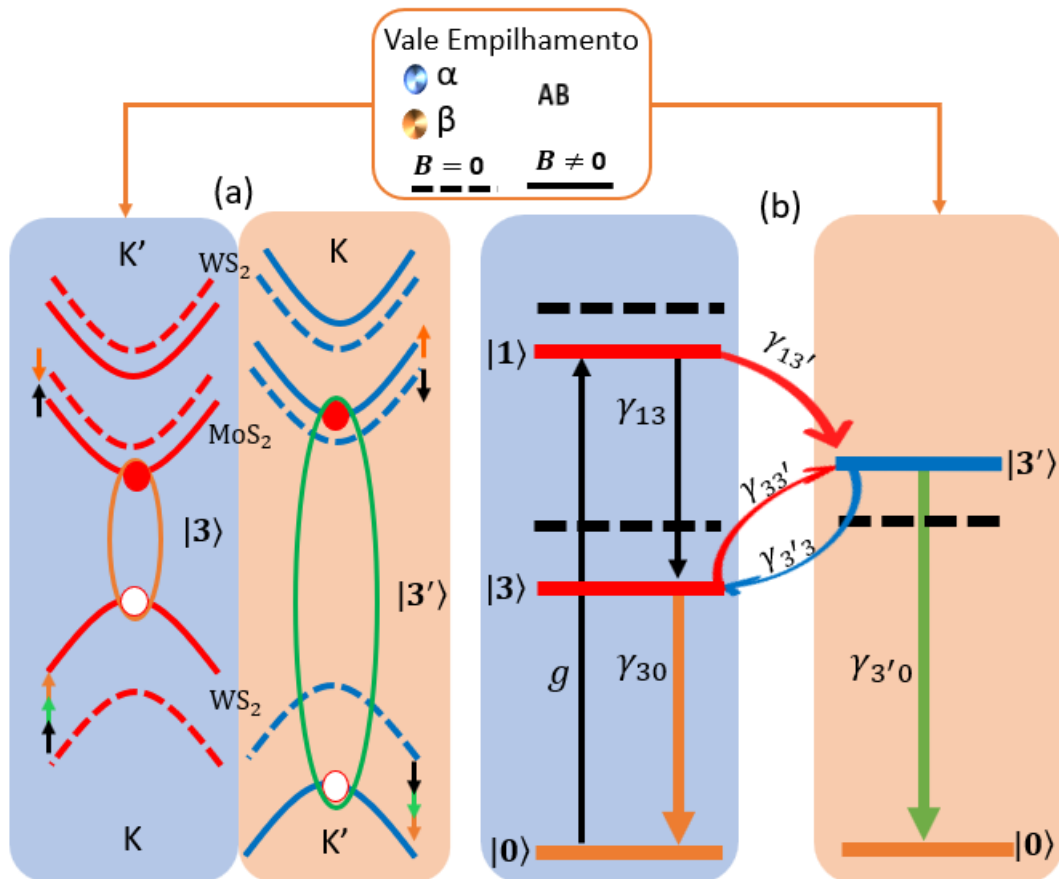 Vale Empilhamento
α
AB
β
B = 0
B ≠ 0
(a)
(b)
K'
K
WS₂
MoS₂
|3⟩
|3'⟩
WS₂
K
K'
|1⟩
γ₁₃'
γ₁₃
|3'⟩
γ₃₃'
γ₃'₃
|3⟩
g
γ₃₀
γ₃'₀
|0⟩
|0⟩